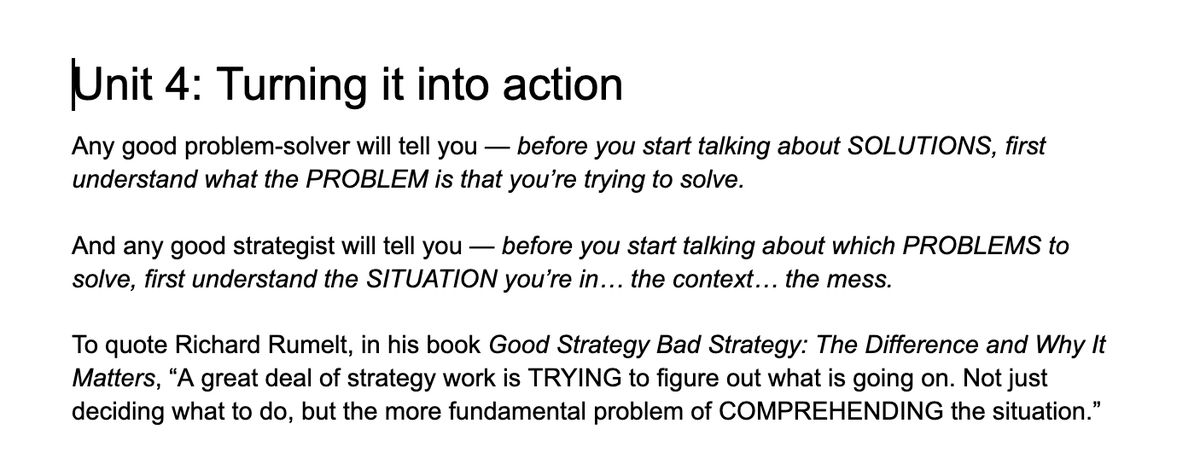 Unit 4: Turning it into action
Any good problem-solver will tell you — before you start talking about SOLUTIONS, first
understand what the PROBLEM is that you’re trying to solve.
And any good strategist will tell you — before you start talking about which PROBLEMS to
solve, first understand the SITUATION you’re in… the context… the mess.
To quote Richard Rumelt, in his book Good Strategy Bad Strategy: The Difference and Why It
Matters, “A great deal of strategy work is TRYING to figure out what is going on. Not just
deciding what to do, but the more fundamental problem of COMPREHENDING the situation.”